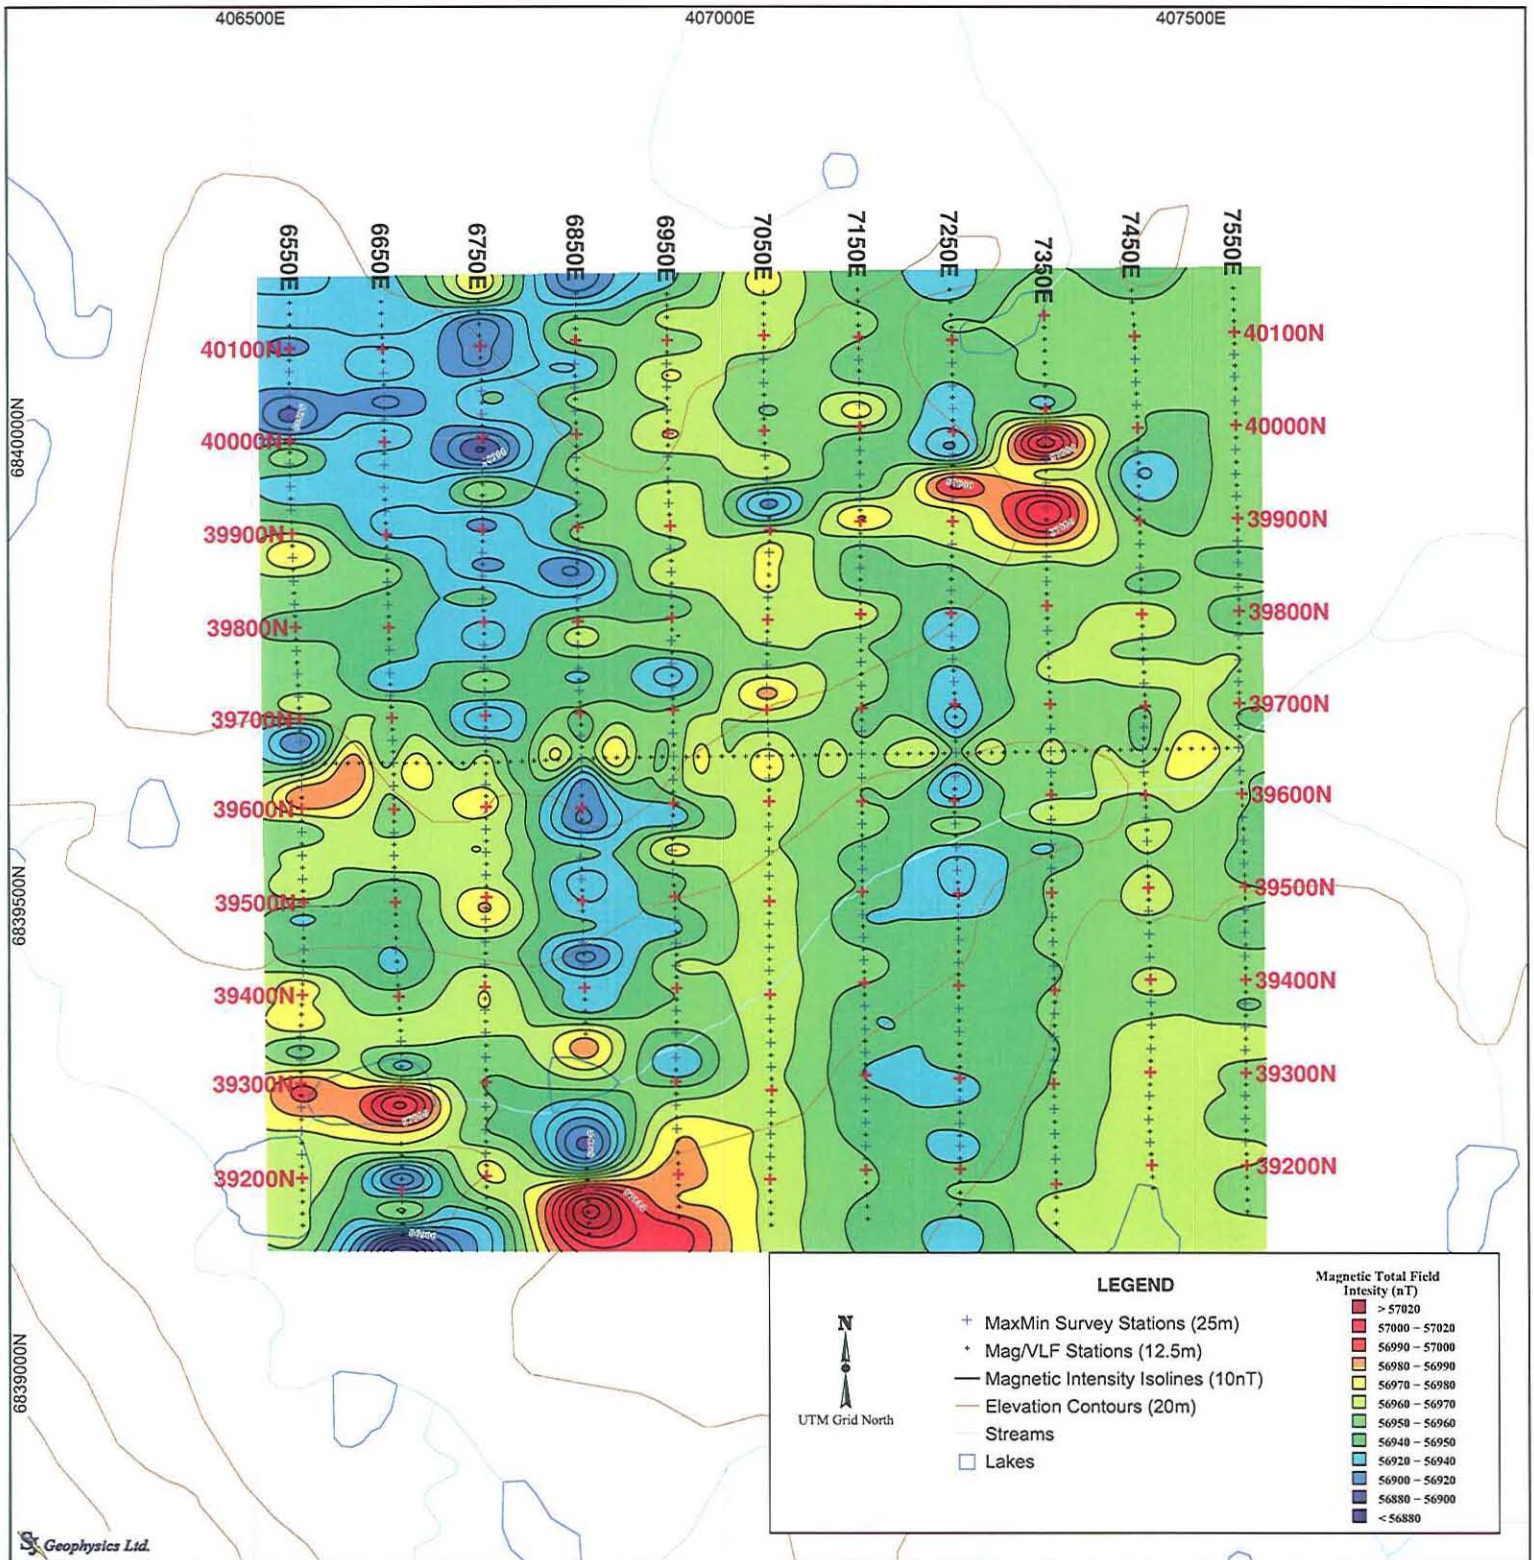 406500E 407000E 407500E
6550E 6650E 6750E 6850E 6950E 7050E 7150E 7250E 7350E 7450E 7550E
40100N 40100N
6840000N
40000N 40000N
39900N 39900N
39800N 39800N
39700N 39700N
39600N 39600N
6839500N
39500N 39500N
39400N 39400N
39300N 39300N
39200N 39200N
6839000N
LEGEND
N
UTM Grid North
MaxMin Survey Stations (25m)
Mag/VLF Stations (12.5m)
Magnetic Intensity Isolines (10nT)
Elevation Contours (20m)
Streams
Lakes
Magnetic Total Field
Intesity (nT)
> 57020
57000 – 57020
56990 – 57000
56980 – 56990
56970 – 56980
56960 – 56970
56950 – 56960
56940 – 56950
56920 – 56940
56900 – 56920
56880 – 56900
< 56880
SJ Geophysics Ltd.